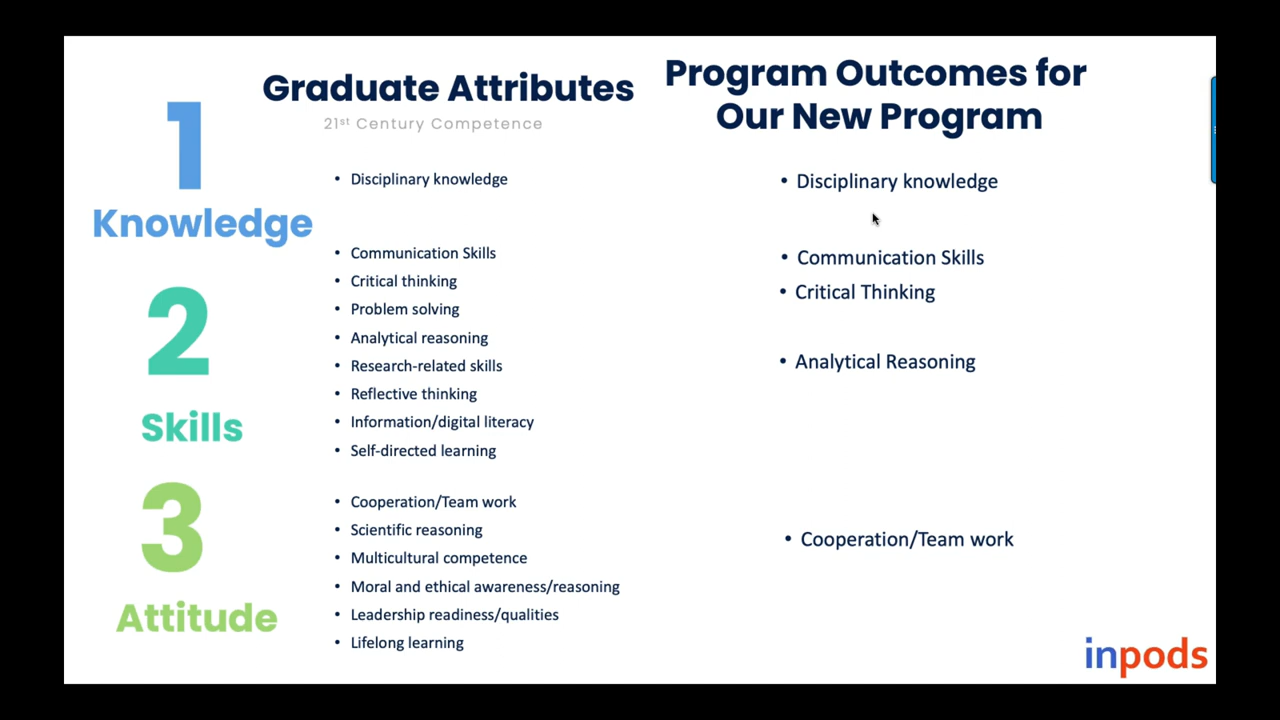 Graduate Attributes
21st Century Competence
Program Outcomes for
Our New Program
1
Knowledge
• Disciplinary knowledge
• Disciplinary knowledge
2
Skills
• Communication Skills
• Critical thinking
• Problem solving
• Analytical reasoning
• Research-related skills
• Reflective thinking
• Information/digital literacy
• Self-directed learning
• Communication Skills
• Critical Thinking
• Analytical Reasoning
3
Attitude
• Cooperation/Team work
• Scientific reasoning
• Multicultural competence
• Moral and ethical awareness/reasoning
• Leadership readiness/qualities
• Lifelong learning
• Cooperation/Team work
inpods